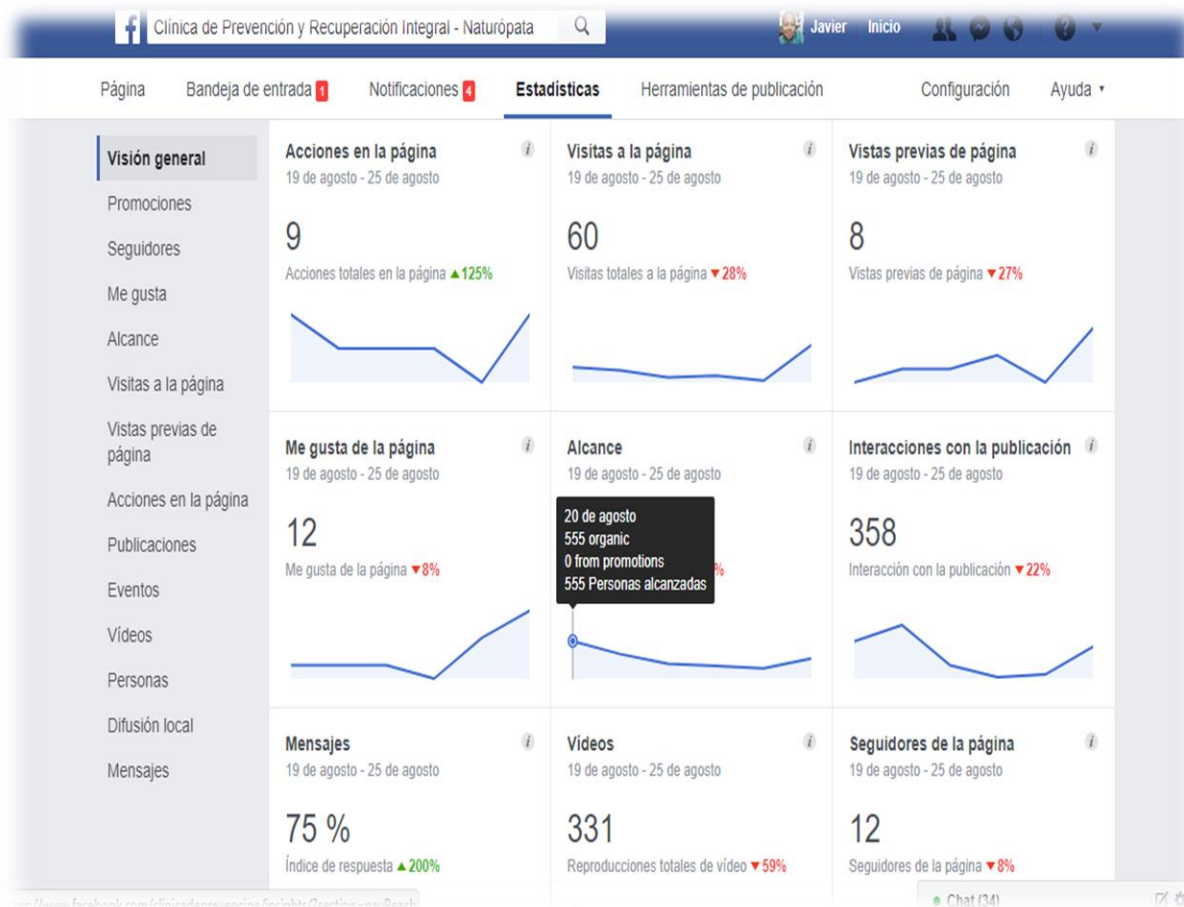 f Clínica de Prevención y Recuperación Integral - Naturópata Javier Inicio
Página Bandeja de entrada 1 Notificaciones 4 Estadísticas Herramientas de publicación Configuración Ayuda
Visión general
Promociones
Seguidores
Me gusta
Alcance
Visitas a la página
Vistas previas de
página
Acciones en la página
Publicaciones
Eventos
Vídeos
Personas
Difusión local
Mensajes
Acciones en la página
19 de agosto - 25 de agosto
9
Acciones totales en la página ▲125%
Visitas a la página
19 de agosto - 25 de agosto
60
Visitas totales a la página ▼28%
Vistas previas de página
19 de agosto - 25 de agosto
8
Vistas previas de página ▼27%
Me gusta de la página
19 de agosto - 25 de agosto
12
Me gusta de la página ▼8%
Alcance
19 de agosto - 25 de agosto
20 de agosto
555 organic
0 from promotions
555 Personas alcanzadas
%
Interacciones con la publicación
19 de agosto - 25 de agosto
358
Interacción con la publicación ▼22%
Mensajes
19 de agosto - 25 de agosto
75 %
Índice de respuesta ▲200%
Vídeos
19 de agosto - 25 de agosto
331
Reproducciones totales de vídeo ▼59%
Seguidores de la página
19 de agosto - 25 de agosto
12
Seguidores de la página ▼8%
Chat (34)